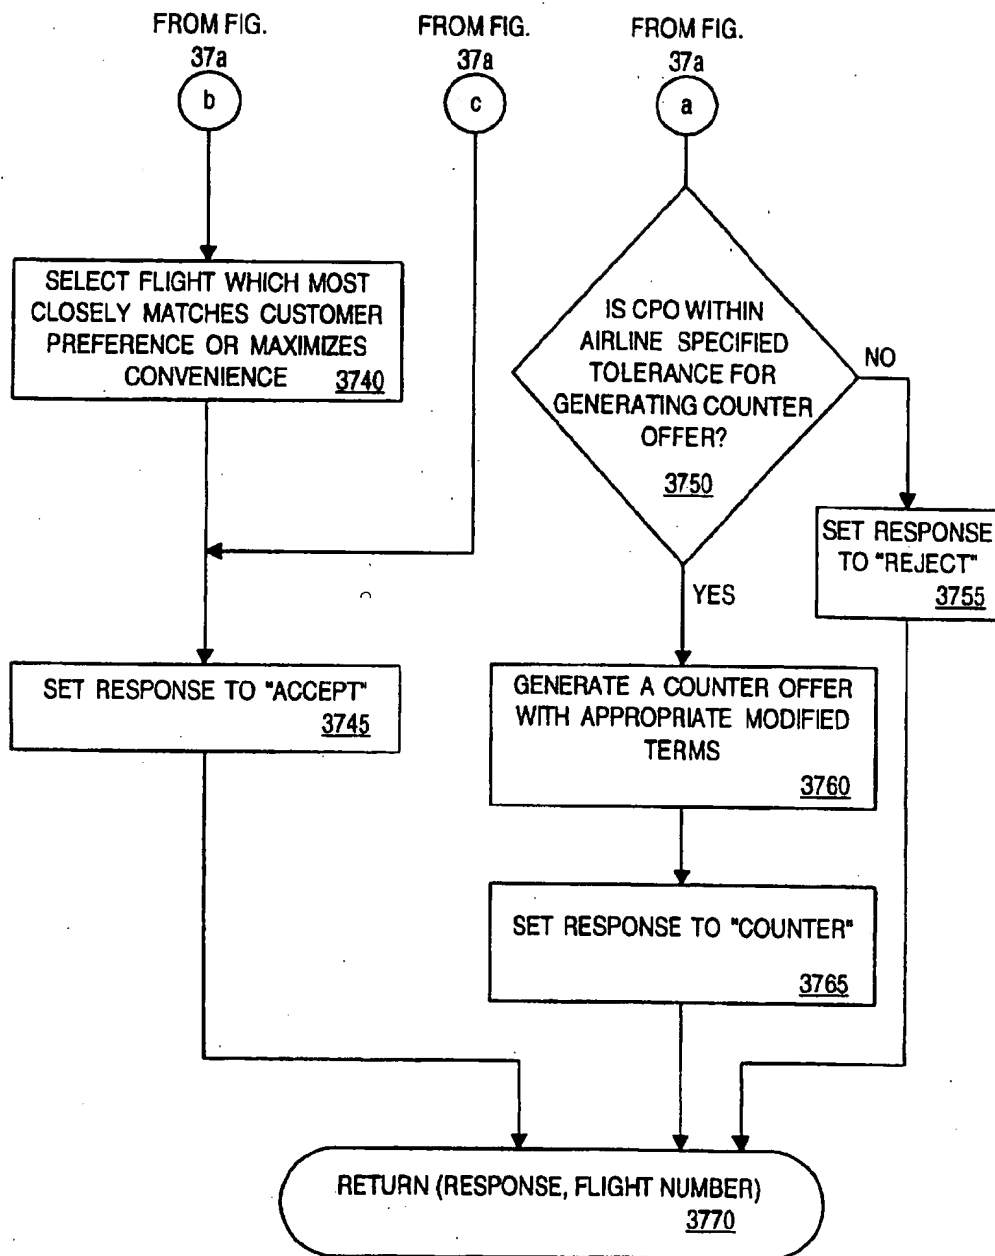 FROM FIG.
37a
b
FROM FIG.
37a
c
FROM FIG.
37a
a
SELECT FLIGHT WHICH MOST
CLOSELY MATCHES CUSTOMER
PREFERENCE OR MAXIMIZES
CONVENIENCE 3740
IS CPO WITHIN
AIRLINE SPECIFIED
TOLERANCE FOR
GENERATING COUNTER
OFFER?
3750
NO
SET RESPONSE
TO "REJECT"
3755
YES
SET RESPONSE TO "ACCEPT"
3745
GENERATE A COUNTER OFFER
WITH APPROPRIATE MODIFIED
TERMS
3760
SET RESPONSE TO "COUNTER"
3765
RETURN (RESPONSE, FLIGHT NUMBER)
3770